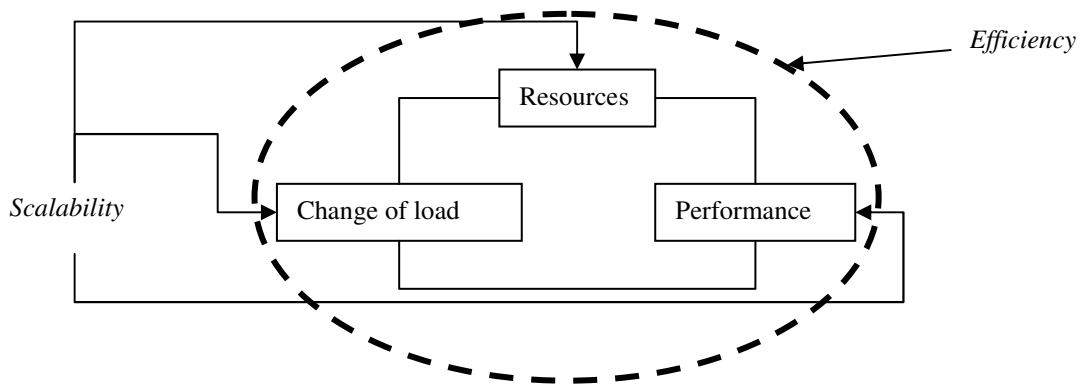 Efficiency
Resources
Scalability
Change of load
Performance